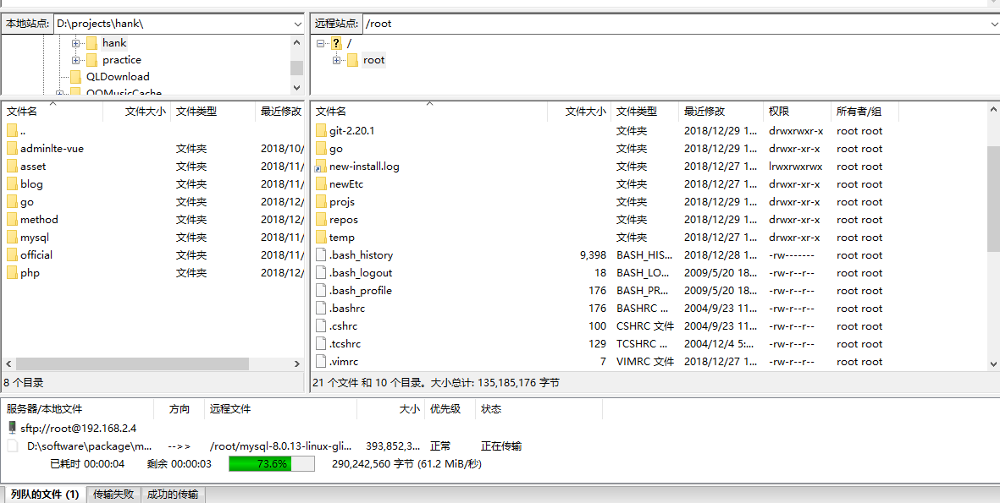 本地站点: D:\projects\hank\
hank
practice
QLDownload
QQMusicCache
远程站点: /root
/
root
文件名 文件大小 文件类型 最近修改
..
adminlte-vue 文件夹 2018/10/
asset 文件夹 2018/11/
blog 文件夹 2018/11/
go 文件夹 2018/12/
method 文件夹 2018/12/
mysql 文件夹 2018/11/
official 文件夹 2018/11/
php 文件夹 2018/12/
8 个目录
文件名 文件大小 文件类型 最近修改 权限 所有者/组
git-2.20.1 文件夹 2018/12/29 1... drwxrwxr-x root root
go 文件夹 2018/12/29 1... drwxr-xr-x root root
new-install.log 文件夹 2018/12/27 1... lrwxrwxrwx root root
newEtc 文件夹 2018/12/27 1... drwxr-xr-x root root
projs 文件夹 2018/12/29 1... drwxr-xr-x root root
repos 文件夹 2018/12/29 1... drwxr-xr-x root root
temp 文件夹 2018/12/27 1... drwxr-xr-x root root
.bash_history 9,398 BASH_HIS... 2018/12/28 1... -rw------- root root
.bash_logout 18 BASH_LO... 2009/5/20 18... -rw-r--r-- root root
.bash_profile 176 BASH_PR... 2009/5/20 18... -rw-r--r-- root root
.bashrc 176 BASHRC ... 2004/9/23 11... -rw-r--r-- root root
.cshrc 100 CSHRC 文件 2004/9/23 11... -rw-r--r-- root root
.tcshrc 129 TCSHRC ... 2004/12/4 5:... -rw-r--r-- root root
.vimrc 7 VIMRC 文件 2018/12/27 1... -rw-r--r-- root root
21 个文件 和 10 个目录。大小总计: 135,185,176 字节
服务器/本地文件 方向 远程文件 大小 优先级 状态
sftp://root@192.168.2.4
D:\software\package\m... -->> /root/mysql-8.0.13-linux-gli... 393,852,3... 正常 正在传输
已耗时 00:00:04 剩余 00:00:03 73.6% 290,242,560 字节 (61.2 MiB/秒)
列队的文件 (1) 传输失败 成功的传输